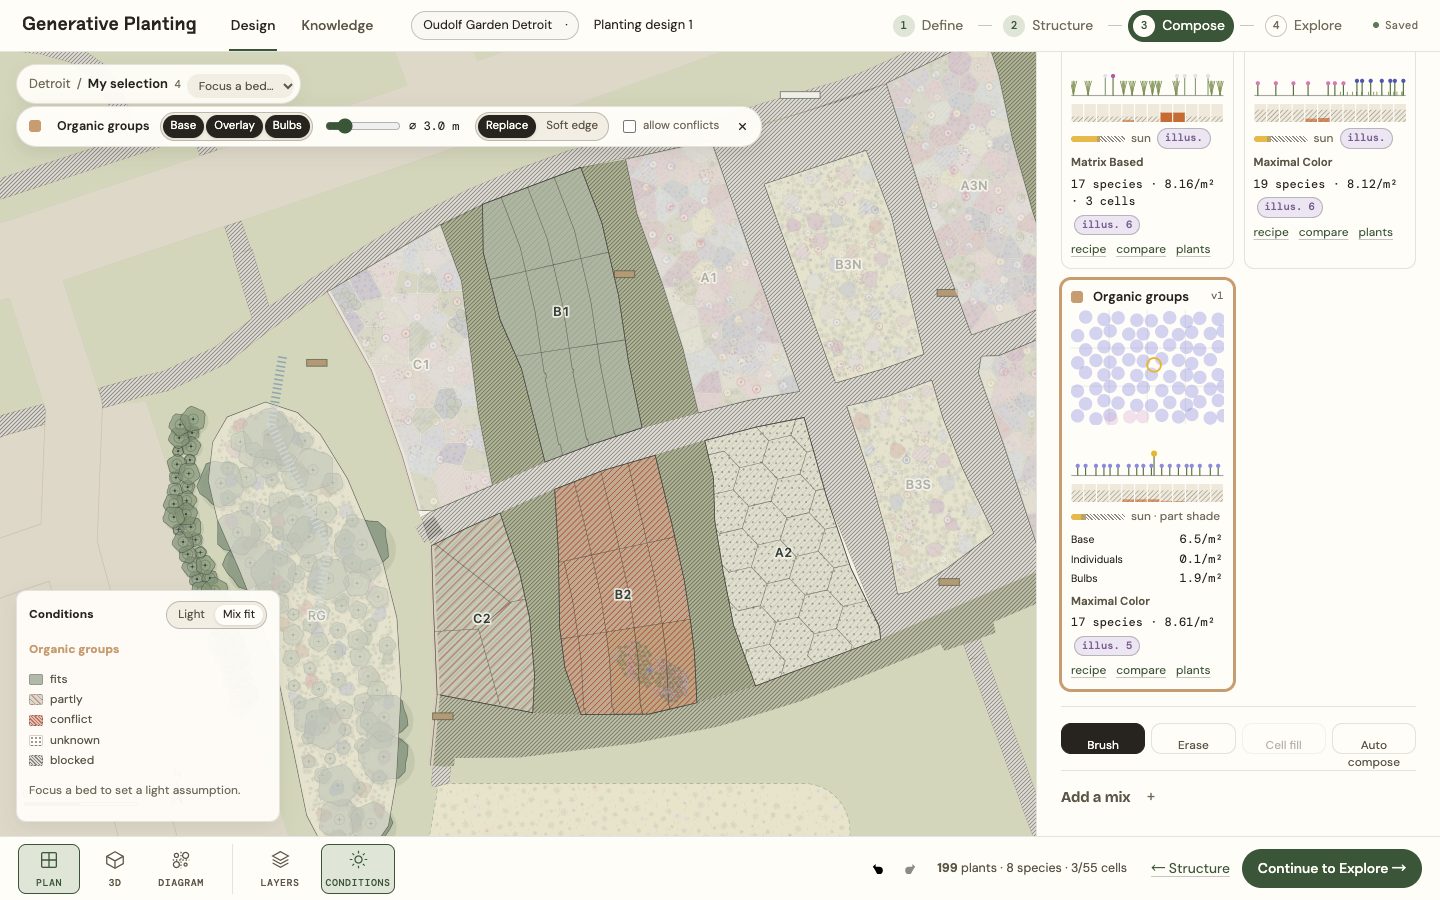 Generative Planting
Design
Knowledge
Oudolf Garden Detroit ·
Planting design 1
1 Define
2 Structure
3 Compose
4 Explore
Saved
Detroit / My selection 4 Focus a bed...
Organic groups
Base
Overlay
Bulbs
⌀ 3.0 m
Replace
Soft edge
allow conflicts
×
A3N
B3N
A1
B1
C1
B3S
A2
B2
C2
RG
Conditions
Light
Mix fit
Organic groups
fits
partly
conflict
unknown
blocked
Focus a bed to set a light assumption.
sun illus.
Matrix Based
17 species · 8.16/m²
· 3 cells
illus. 6
recipe compare plants
sun illus.
Maximal Color
19 species · 8.12/m²
illus. 6
recipe compare plants
Organic groups v1
sun · part shade
Base 6.5/m²
Individuals 0.1/m²
Bulbs 1.9/m²
Maximal Color
17 species · 8.61/m²
illus. 5
recipe compare plants
Brush
Erase
Cell fill
Auto
compose
Add a mix +
PLAN
3D
DIAGRAM
LAYERS
CONDITIONS
199 plants · 8 species · 3/55 cells
← Structure
Continue to Explore →